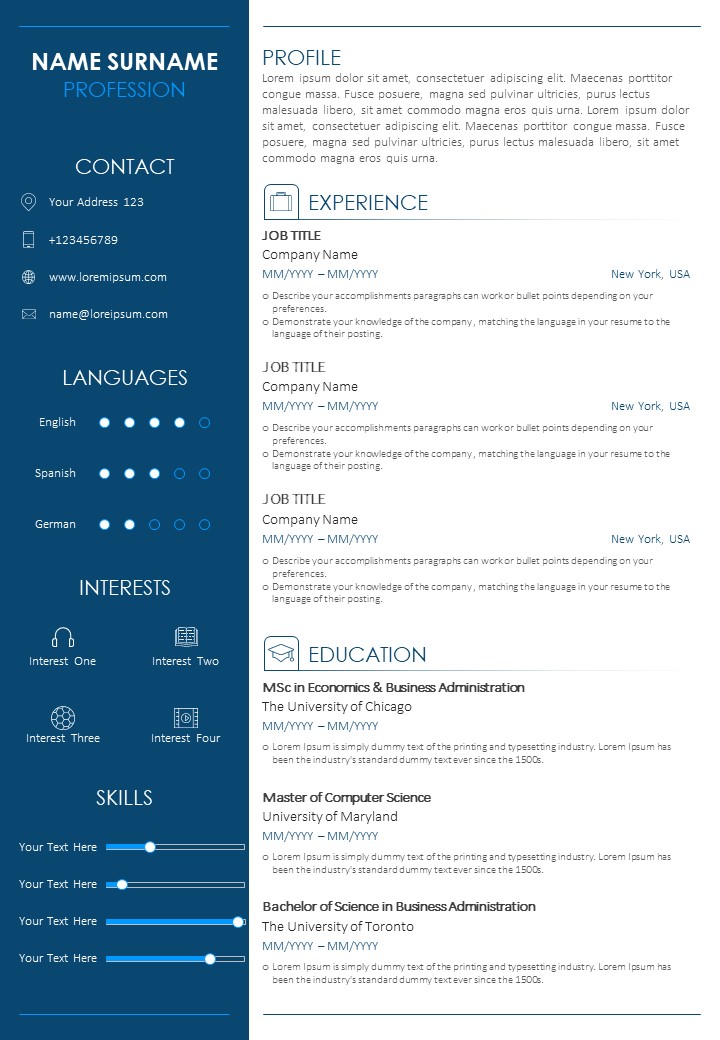 NAME SURNAME
PROFESSION
CONTACT
Your Address 123
+123456789
www.loremipsum.com
name@loreipsum.com
LANGUAGES
English
Spanish
German
INTERESTS
Interest One
Interest Two
Interest Three
Interest Four
SKILLS
Your Text Here
Your Text Here
Your Text Here
Your Text Here
PROFILE
Lorem ipsum dolor sit amet, consectetuer adipiscing elit. Maecenas porttitor
congue massa. Fusce posuere, magna sed pulvinar ultricies, purus lectus
malesuada libero, sit amet commodo magna eros quis urna. Lorem ipsum dolor
sit amet, consectetuer adipiscing elit. Maecenas porttitor congue massa. Fusce
posuere, magna sed pulvinar ultricies, purus lectus malesuada libero, sit amet
commodo magna eros quis urna.
EXPERIENCE
JOB TITLE
Company Name
MM/YYYY – MM/YYYY New York, USA
o Describe your accomplishments paragraphs can work or bullet points depending on your
preferences.
o Demonstrate your knowledge of the company, matching the language in your resume to the
language of their posting.
JOB TITLE
Company Name
MM/YYYY – MM/YYYY New York, USA
o Describe your accomplishments paragraphs can work or bullet points depending on your
preferences.
o Demonstrate your knowledge of the company, matching the language in your resume to the
language of their posting.
JOB TITLE
Company Name
MM/YYYY – MM/YYYY New York, USA
o Describe your accomplishments paragraphs can work or bullet points depending on your
preferences.
o Demonstrate your knowledge of the company, matching the language in your resume to the
language of their posting.
EDUCATION
MSc in Economics & Business Administration
The University of Chicago
MM/YYYY – MM/YYYY
o Lorem Ipsum is simply dummy text of the printing and typesetting industry. Lorem Ipsum has
been the industry's standard dummy text ever since the 1500s.
Master of Computer Science
University of Maryland
MM/YYYY – MM/YYYY
o Lorem Ipsum is simply dummy text of the printing and typesetting industry. Lorem Ipsum has
been the industry's standard dummy text ever since the 1500s.
Bachelor of Science in Business Administration
The University of Toronto
MM/YYYY – MM/YYYY
o Lorem Ipsum is simply dummy text of the printing and typesetting industry. Lorem Ipsum has
been the industry's standard dummy text ever since the 1500s.